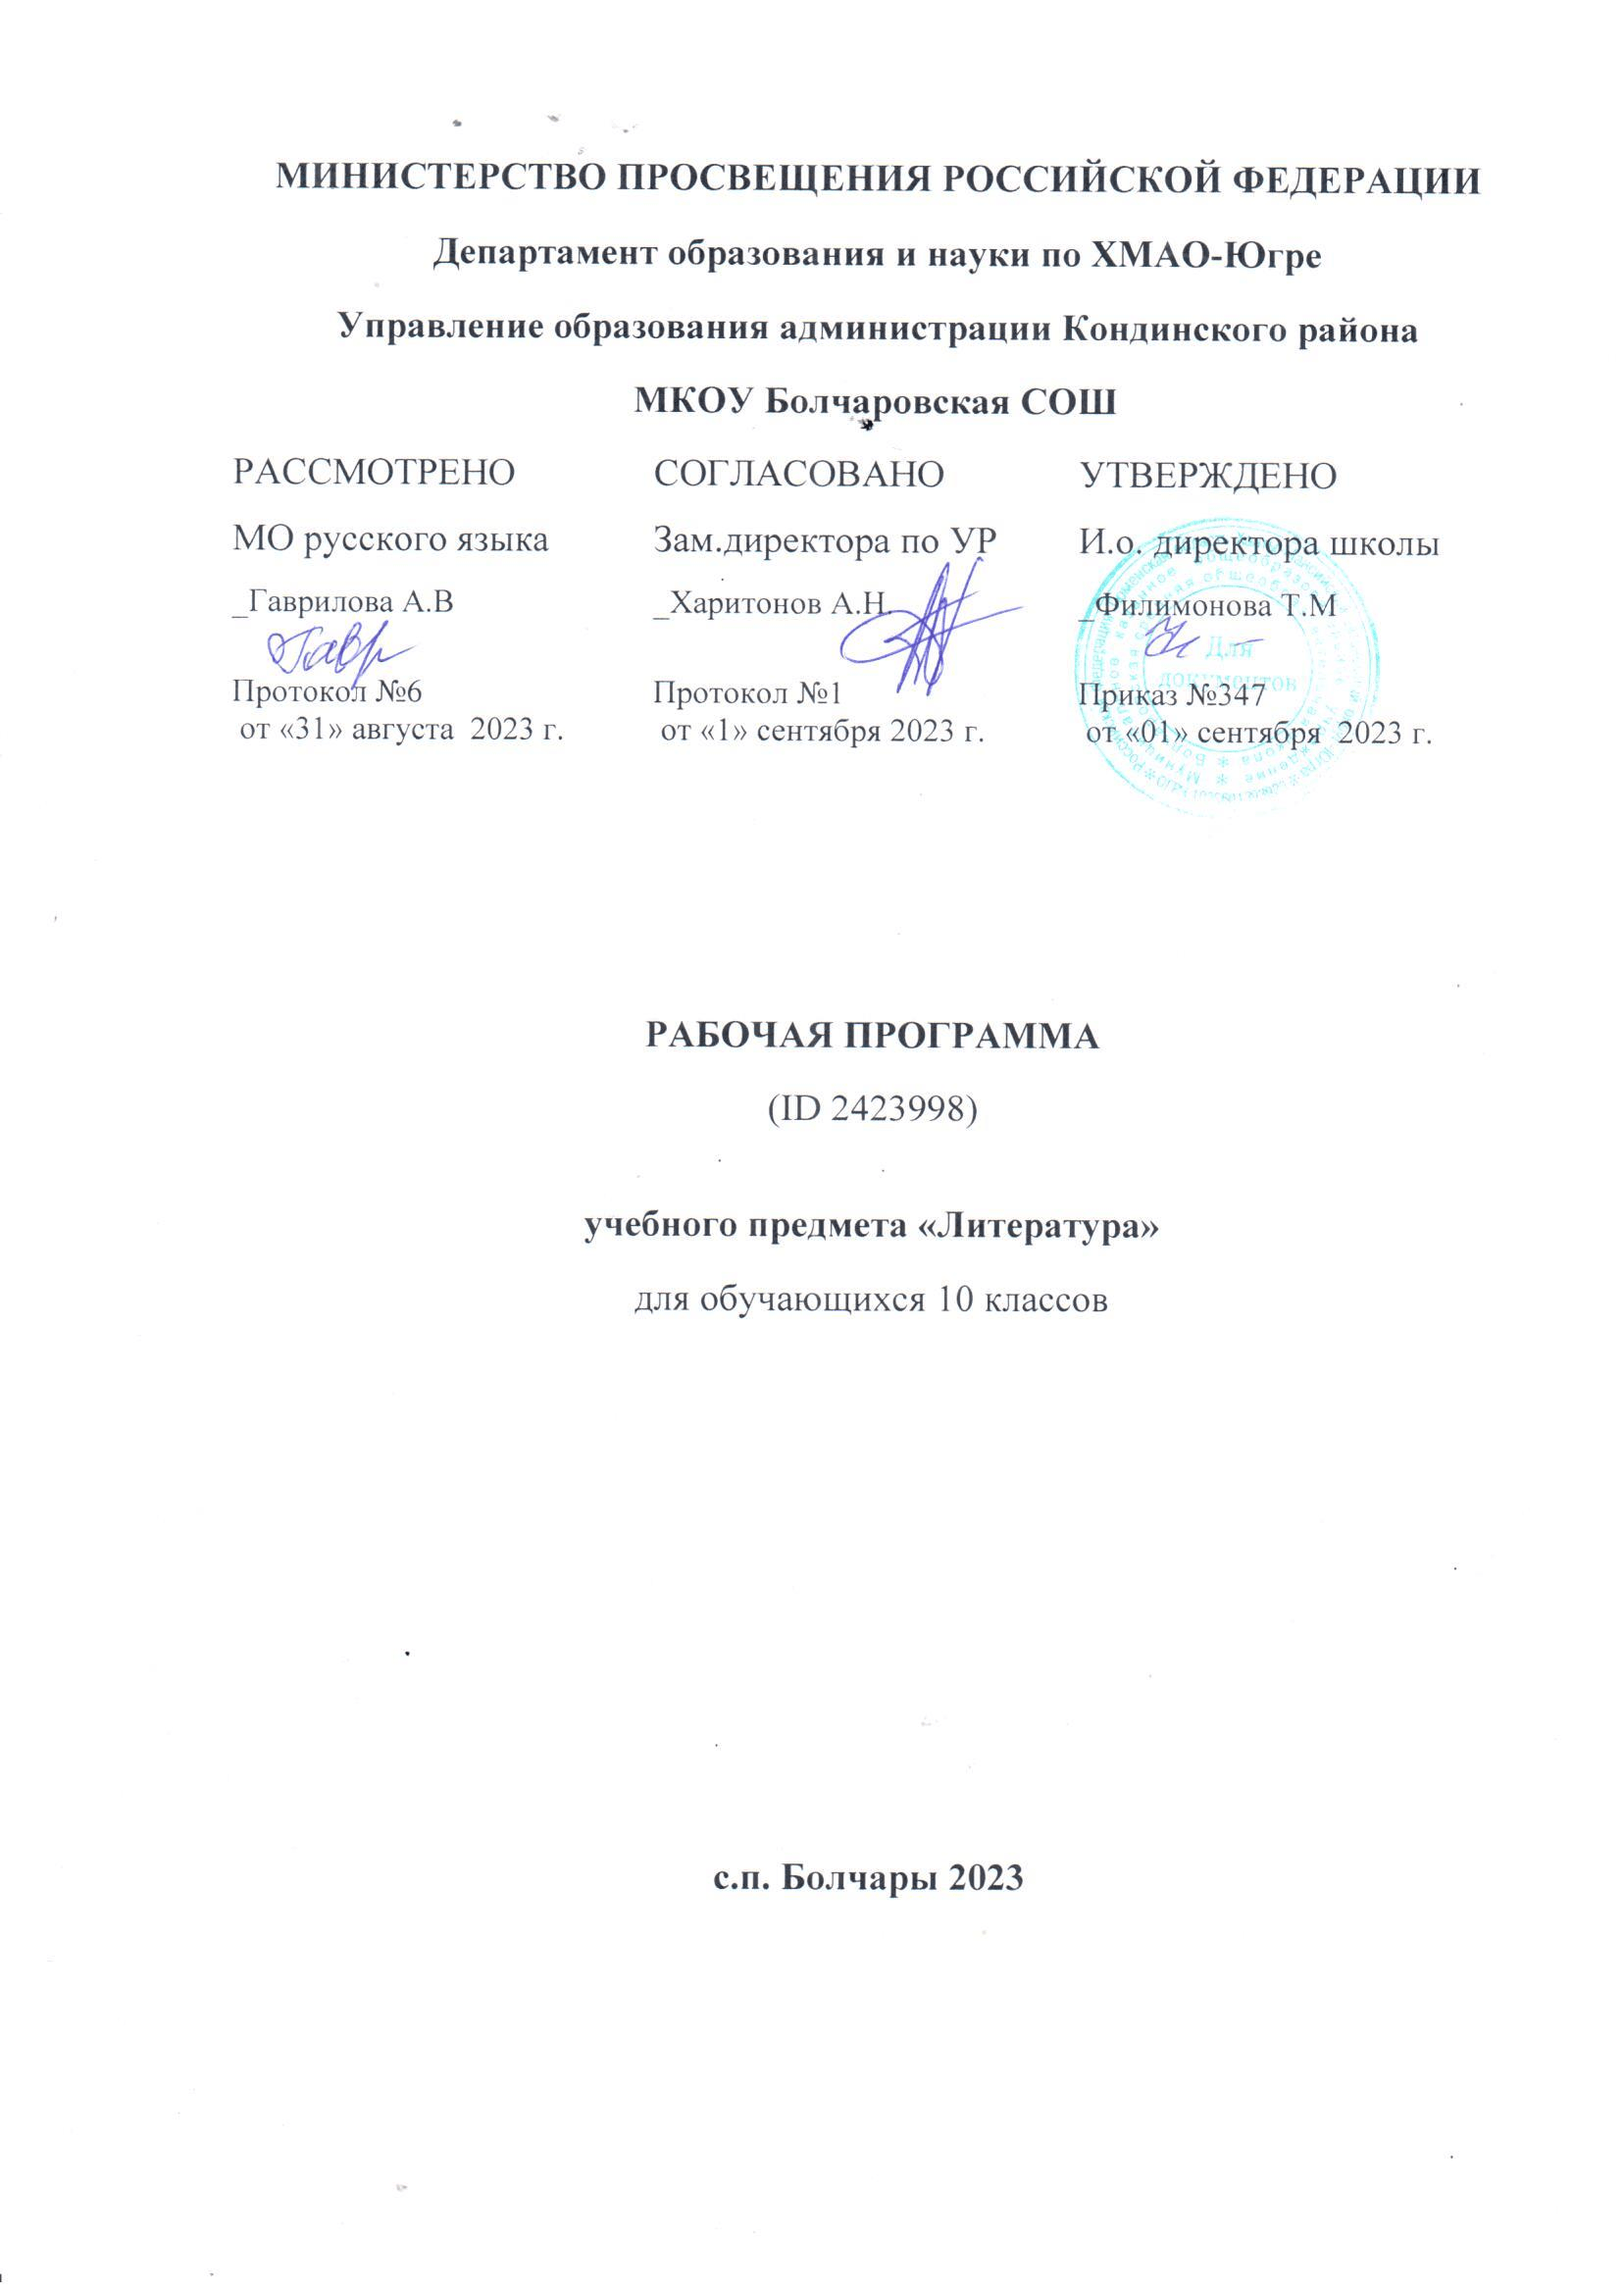 МИНИСТЕРСТВО ПРОСВЕЩЕНИЯ РОССИЙСКОЙ ФЕДЕРАЦИИ
Департамент образования и науки по ХМАО-Югре
Управление образования администрации Кондинского района
МКОУ Болчаровская СОШ
РАССМОТРЕНО
МО русского языка
_Гаврилова А.В
Гавр
Протокол №6
от «31» августа 2023 г.
СОГЛАСОВАНО
Зам.директора по УР
_Харитонов А.Н.
Протокол №1
от «1» сентября 2023 г.
УТВЕРЖДЕНО
И.о. директора школы
_Филимонова Т.М
Для
документов
Приказ №347
от «01» сентября 2023 г.
РАБОЧАЯ ПРОГРАММА
(ID 2423998)
учебного предмета «Литература»
для обучающихся 10 классов
с.п. Болчары 2023